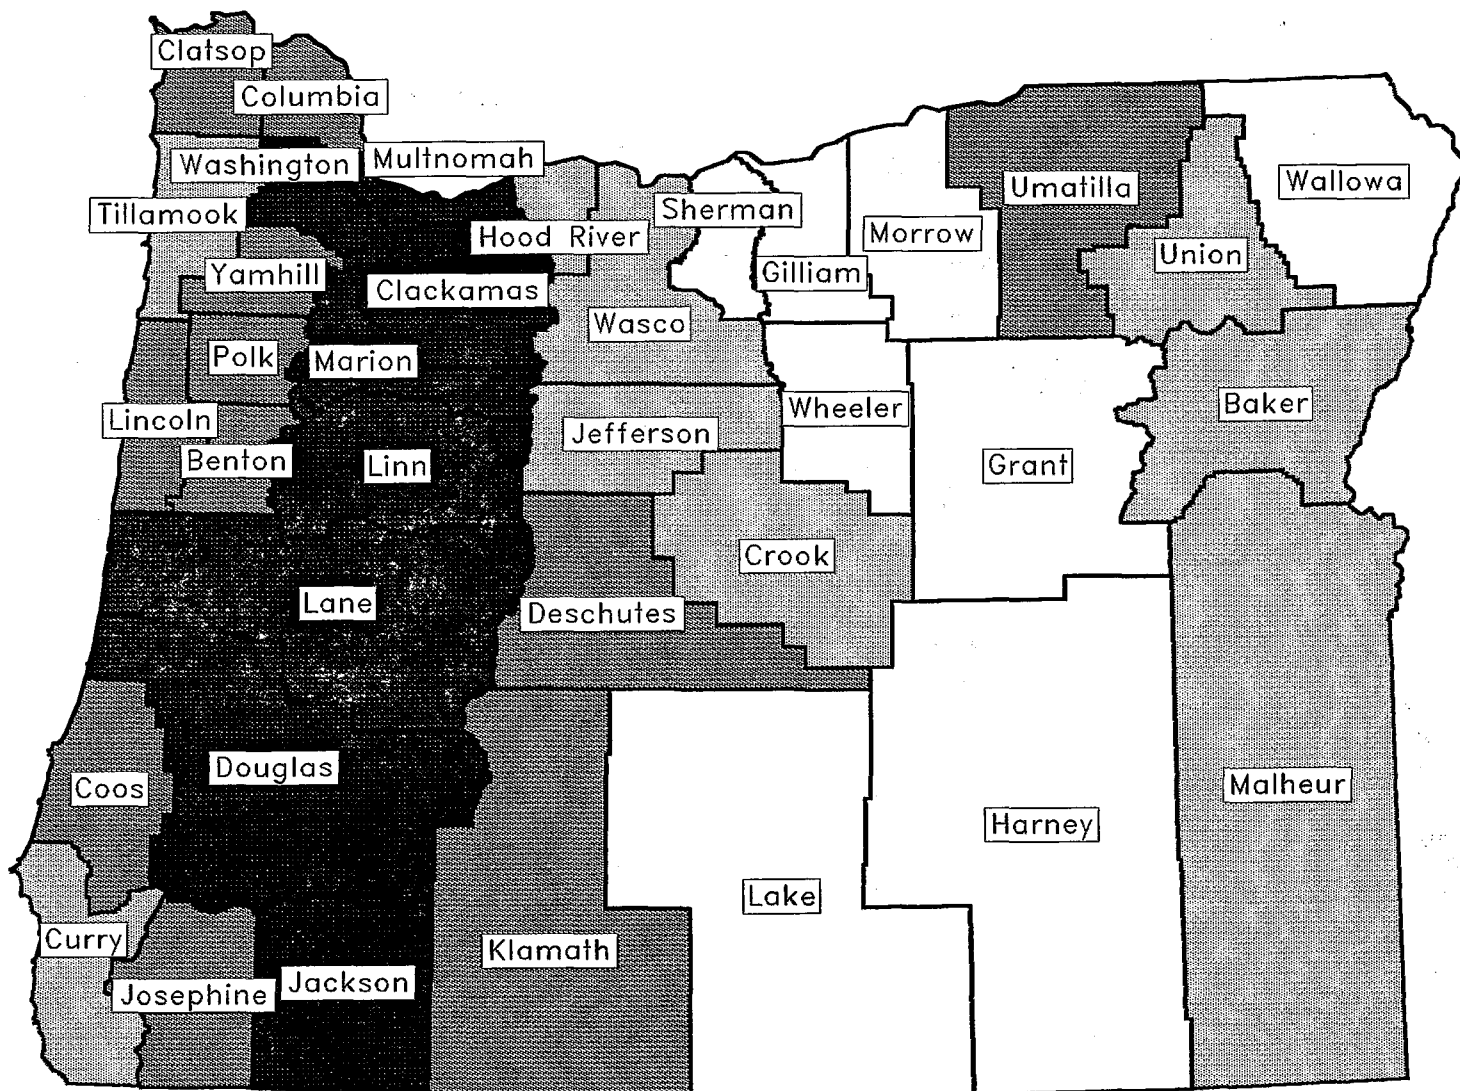 Clatsop
Columbia
Washington
Multnomah
Tillamook
Hood River
Sherman
Morrow
Umatilla
Wallowa
Union
Yamhill
Clackamas
Gilliam
Wasco
Polk
Marion
Lincoln
Benton
Linn
Jefferson
Wheeler
Grant
Baker
Crook
Lane
Deschutes
Coos
Douglas
Malheur
Harney
Lake
Curry
Klamath
Josephine
Jackson